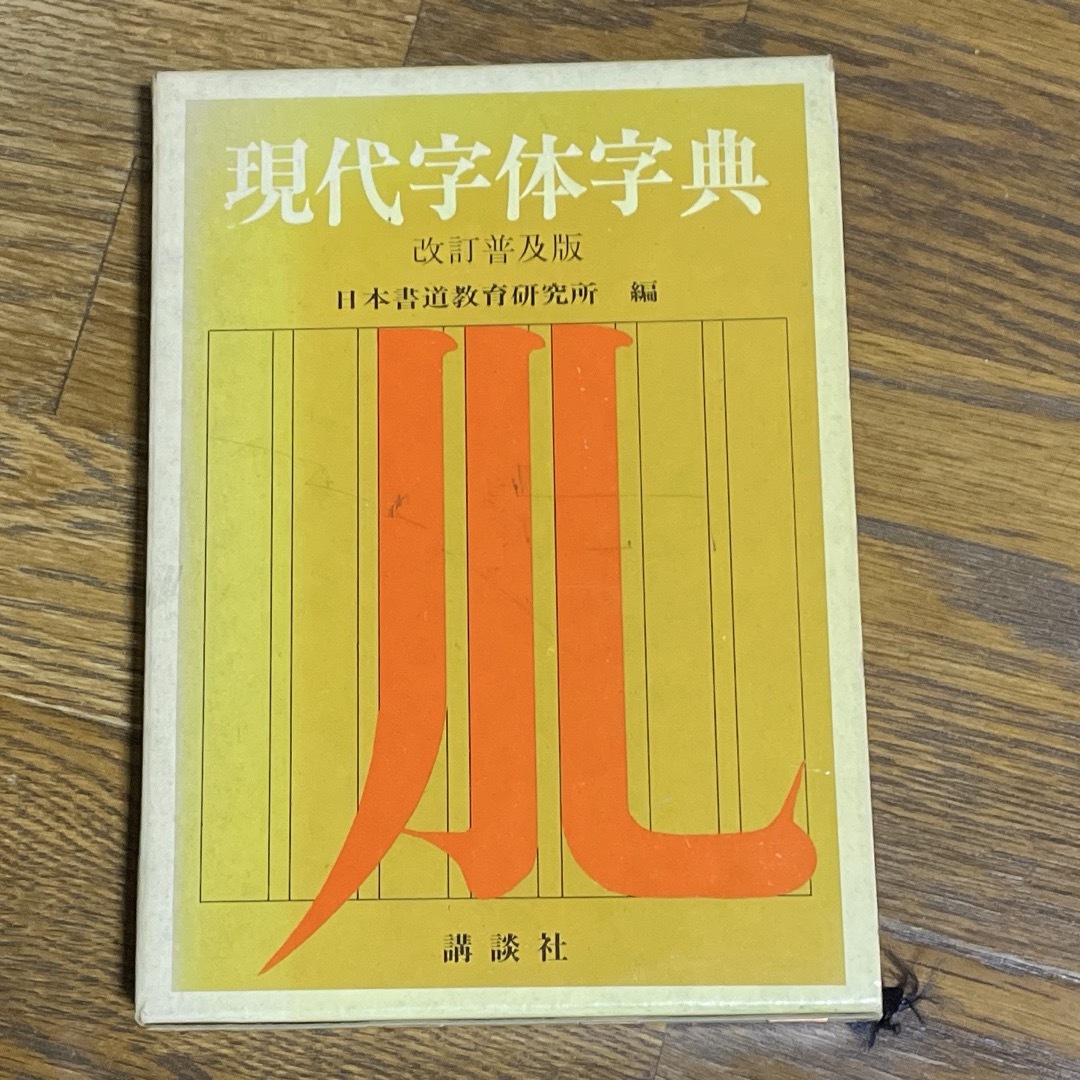 現代字体字典
改訂普及版
日本書道教育研究所 編
講談社